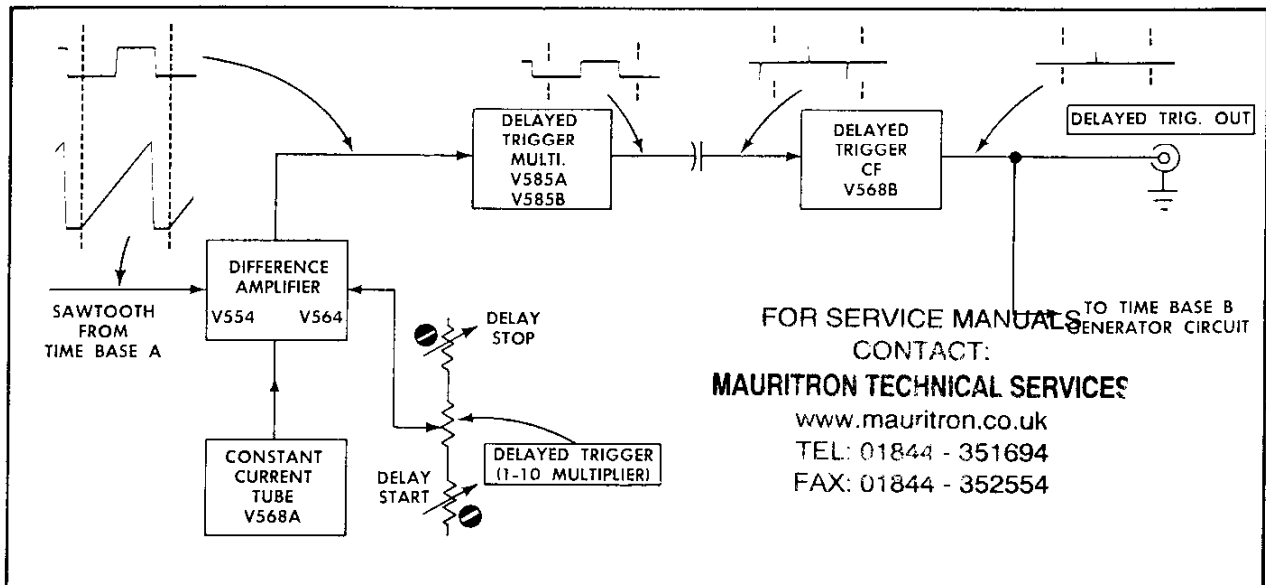 DELAYED
TRIGGER
MULTI.
V585A
V585B
DELAYED
TRIGGER
CF
V568B
DELAYED TRIG. OUT
DIFFERENCE
AMPLIFIER
V554 V564
SAWTOOTH
FROM
TIME BASE A
DELAY
STOP
CONSTANT
CURRENT
TUBE
V568A
DELAY
START
DELAYED TRIGGER
(1-10 MULTIPLIER)
TO TIME BASE B
GENERATOR CIRCUIT
FOR SERVICE MANUALS
CONTACT:
MAURITRON TECHNICAL SERVICES
www.mauritron.co.uk
TEL: 01844 - 351694
FAX: 01844 - 352554